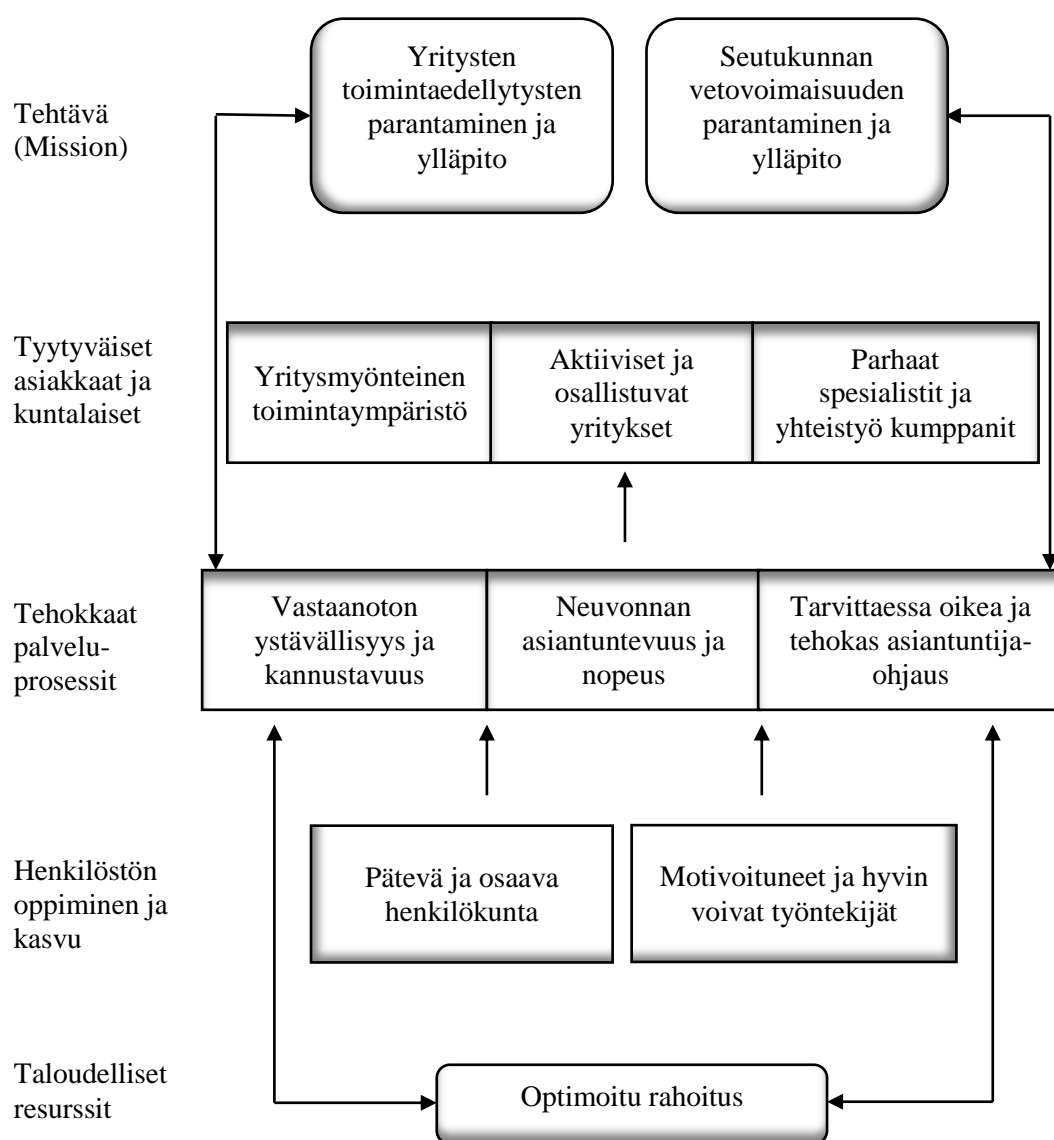 Tehtävä
(Mission)
Yritysten
toimintaedellytysten
parantaminen ja
ylläpito
Seutukunnan
vetovoimaisuuden
parantaminen ja
ylläpito
Tyytyväiset
asiakkaat ja
kuntalaiset
Yritysmyönteinen
toimintaympäristö
Aktiiviset ja
osallistuvat
yritykset
Parhaat
spesialistit ja
yhteistyö kumppanit
Tehokkaat
palvelu-
prosessit
Vastaanoton
ystävällisyys ja
kannustavuus
Neuvonnan
asiantuntevuus ja
nopeus
Tarvittaessa oikea ja
tehokas asiantuntija-
ohjaus
Henkilöstön
oppiminen ja
kasvu
Pätevä ja osaava
henkilökunta
Motivoituneet ja hyvin
voivat työntekijät
Taloudelliset
resurssit
Optimoitu rahoitus